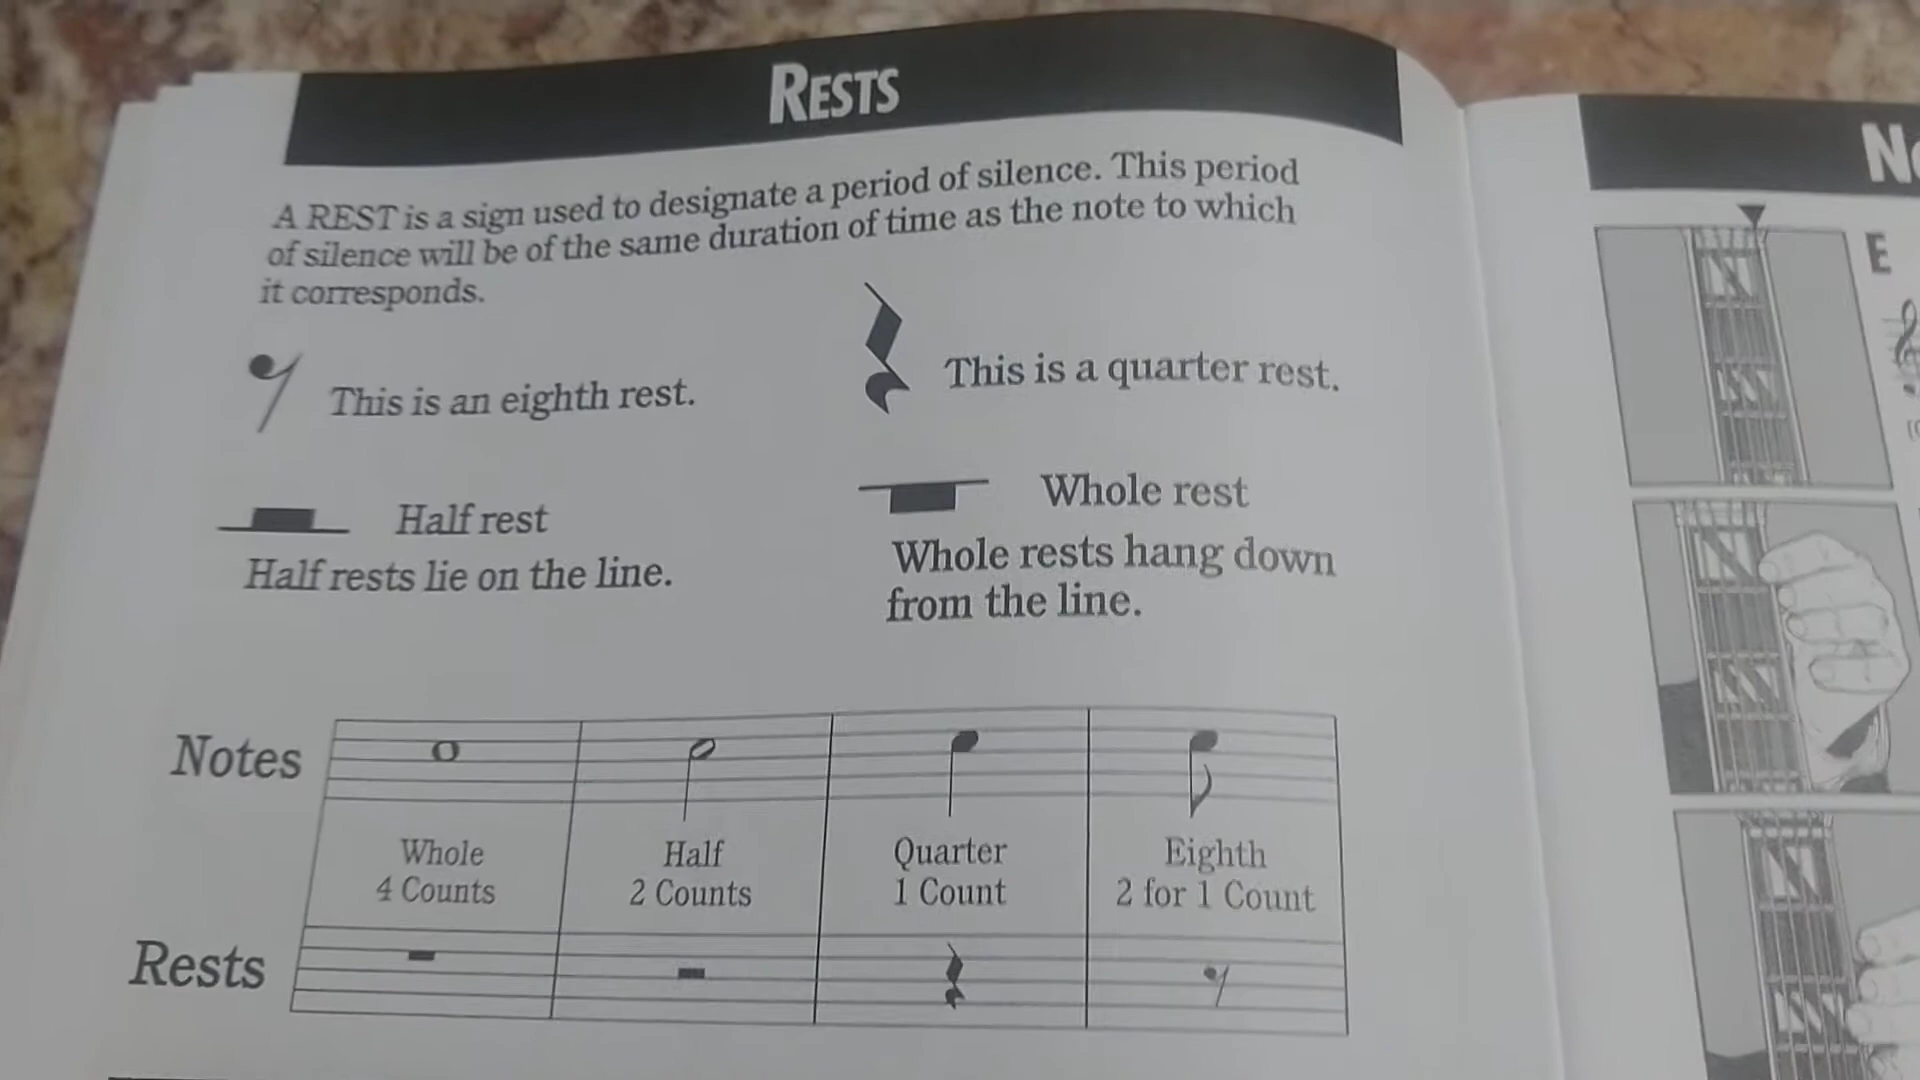 RESTS
A REST is a sign used to designate a period of silence. This period
of silence will be of the same duration of time as the note to which
it corresponds.
This is an eighth rest.
This is a quarter rest.
Half rest
Half rests lie on the line.
Whole rest
Whole rests hang down
from the line.
Notes
Whole
4 Counts
Half
2 Counts
Quarter
1 Count
Eighth
2 for 1 Count
Rests
E